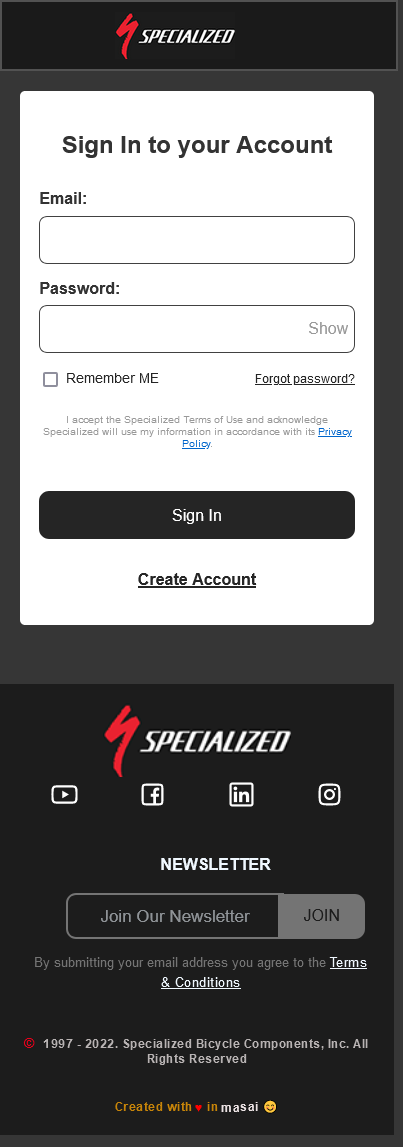 SPECIALIZED
Sign In to your Account
Email:
Password:
Show
Remember ME
Forgot password?
I accept the Specialized Terms of Use and acknowledge
Specialized will use my information in accordance with its Privacy
Policy.
Sign In
Create Account
SPECIALIZED
NEWSLETTER
Join Our Newsletter
JOIN
By submitting your email address you agree to the Terms
& Conditions
© 1997 - 2022. Specialized Bicycle Components, Inc. All
Rights Reserved
Created with ♥ in masai 😊